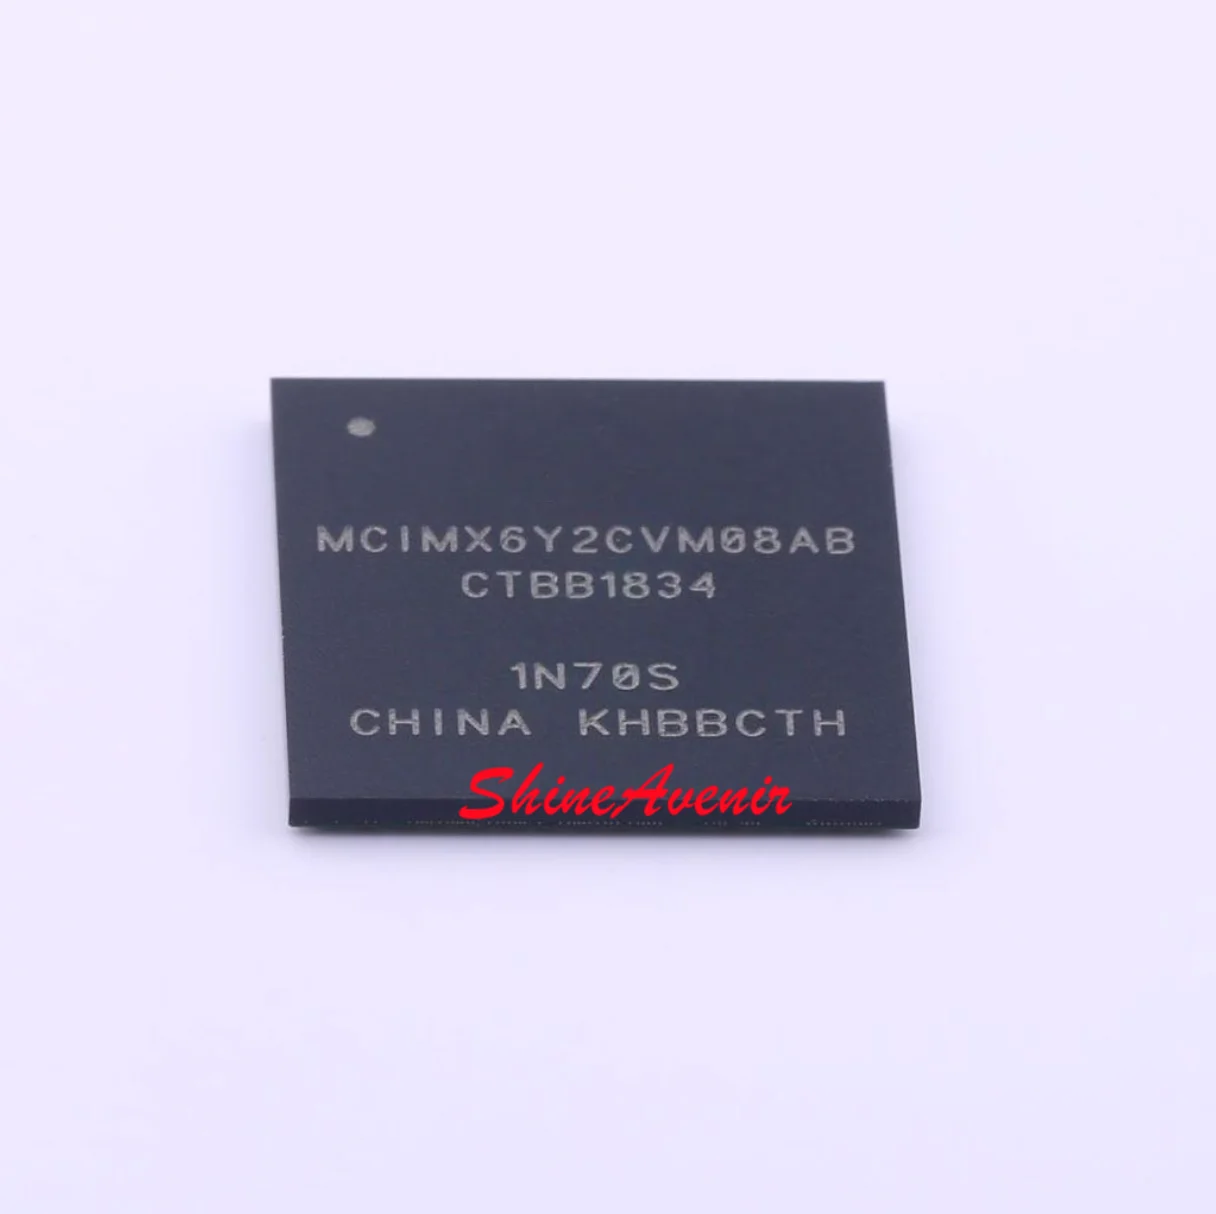 MCIMX6Y2CVM08AB
CTBB1834
1N70S
CHINA KHBBCTH
ShineAvenir